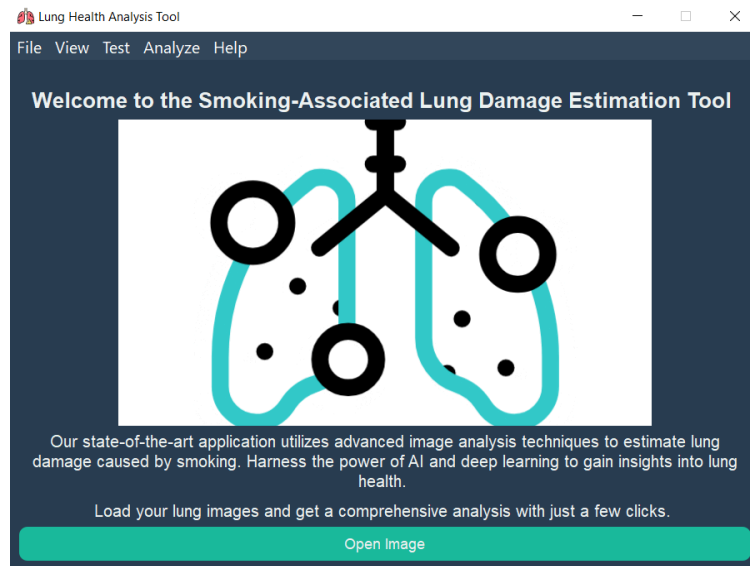 Lung Health Analysis Tool
File View Test Analyze Help
Welcome to the Smoking-Associated Lung Damage Estimation Tool
Our state-of-the-art application utilizes advanced image analysis techniques to estimate lung
damage caused by smoking. Harness the power of AI and deep learning to gain insights into lung
health.
Load your lung images and get a comprehensive analysis with just a few clicks.
Open Image